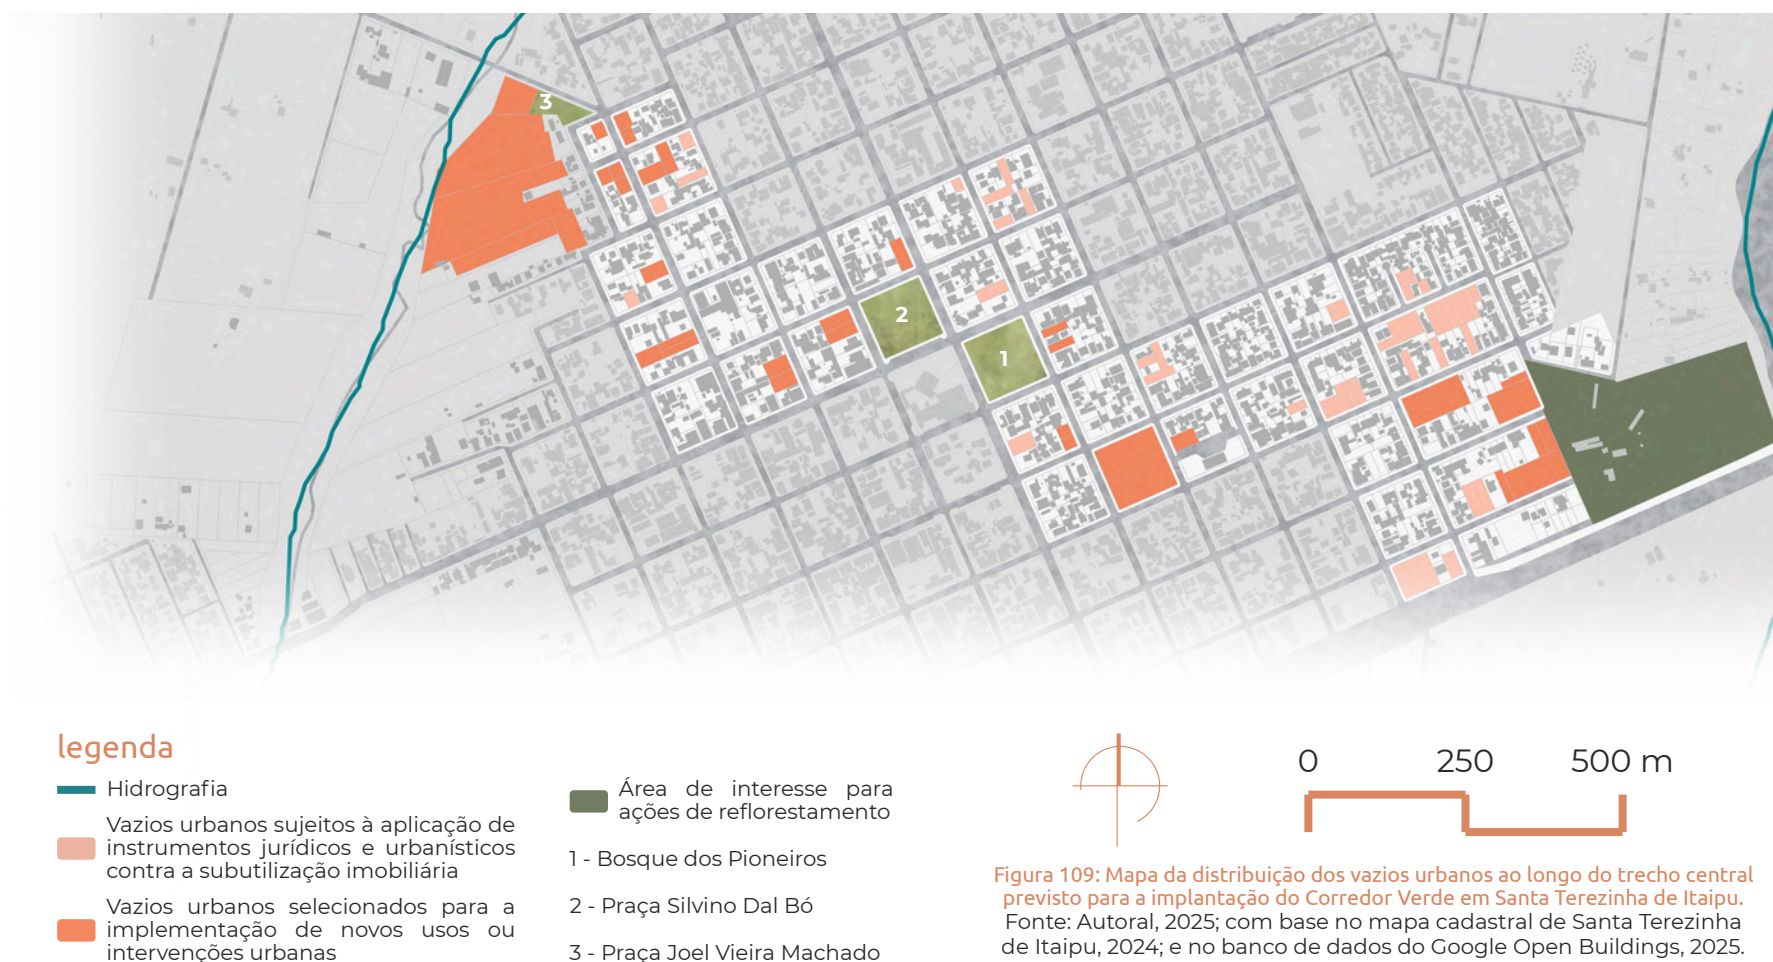 3
2
1
legenda
Hidrografia
Vazios urbanos sujeitos à aplicação de
instrumentos jurídicos e urbanísticos
contra a subutilização imobiliária
Vazios urbanos selecionados para a
implementação de novos usos ou
intervenções urbanas
Área de interesse para
ações de reflorestamento
1 - Bosque dos Pioneiros
2 - Praça Silvino Dal Bó
3 - Praça Joel Vieira Machado
0 250 500 m
Figura 109: Mapa da distribuição dos vazios urbanos ao longo do trecho central
previsto para a implantação do Corredor Verde em Santa Terezinha de Itaipu.
Fonte: Autoral, 2025; com base no mapa cadastral de Santa Terezinha
de Itaipu, 2024; e no banco de dados do Google Open Buildings, 2025.